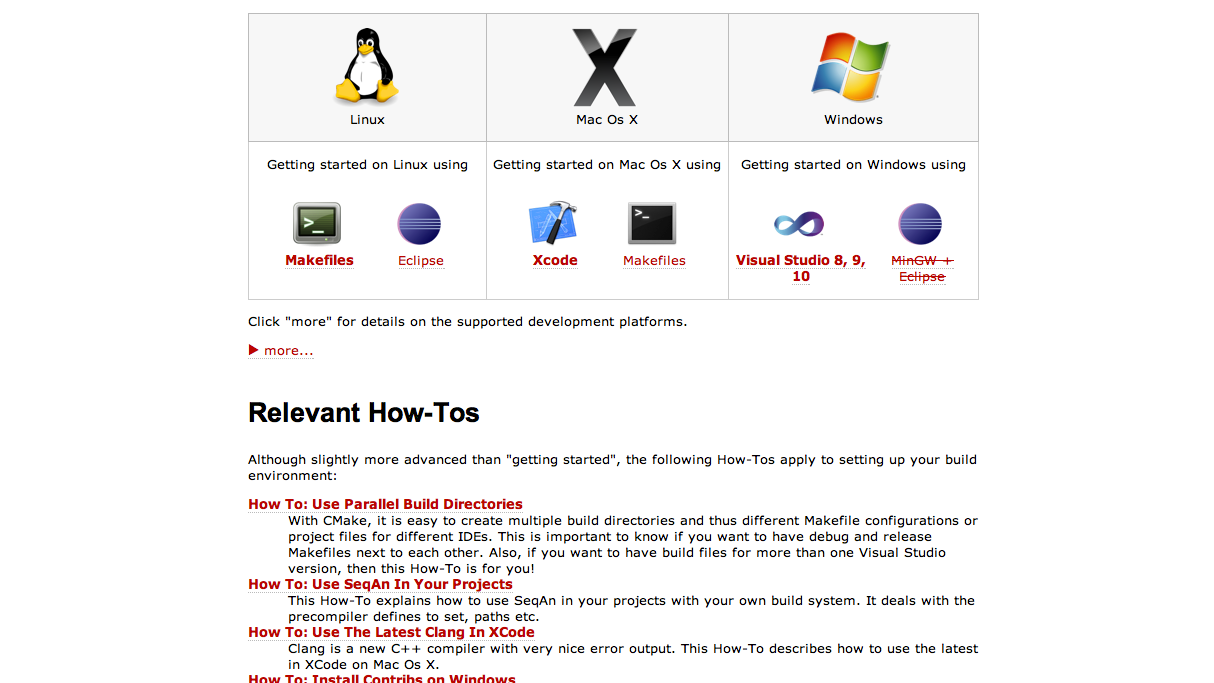 Linux
Mac Os X
Windows
Getting started on Linux using
Getting started on Mac Os X using
Getting started on Windows using
>_
>_
Makefiles
Eclipse
Xcode
Makefiles
Visual Studio 8, 9,
10
MinGW +
Eclipse
Click "more" for details on the supported development platforms.
more...
Relevant How-Tos
Although slightly more advanced than "getting started", the following How-Tos apply to setting up your build
environment:
How To: Use Parallel Build Directories
With CMake, it is easy to create multiple build directories and thus different Makefile configurations or
project files for different IDEs. This is important to know if you want to have debug and release
Makefiles next to each other. Also, if you want to have build files for more than one Visual Studio
version, then this How-To is for you!
How To: Use SeqAn In Your Projects
This How-To explains how to use SeqAn in your projects with your own build system. It deals with the
precompiler defines to set, paths etc.
How To: Use The Latest Clang In XCode
Clang is a new C++ compiler with very nice error output. This How-To describes how to use the latest
in XCode on Mac Os X.
How To: Install Contribs on Windows